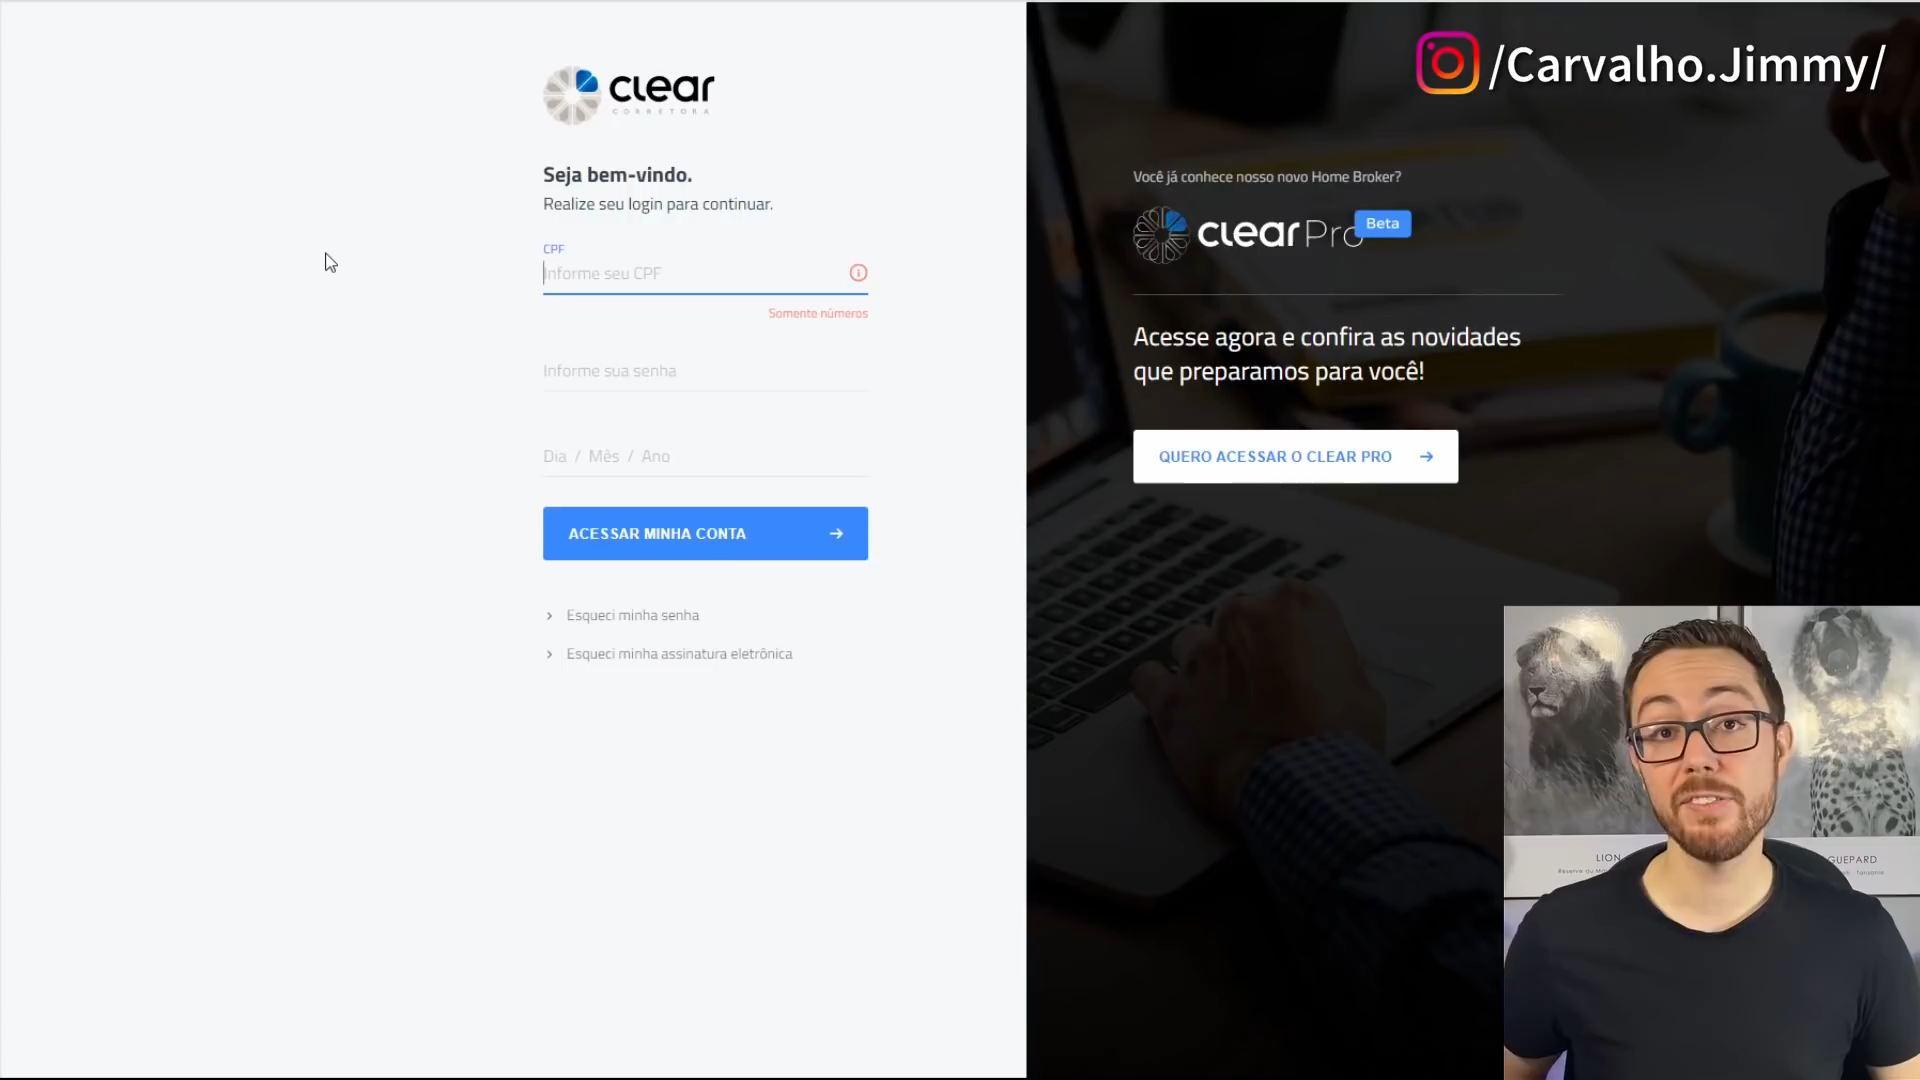 clear
CORRETORA
Seja bem-vindo.
Realize seu login para continuar.
CPF
Informe seu CPF
Somente números
Informe sua senha
Dia / Mês / Ano
ACESSAR MINHA CONTA
Esqueci minha senha
Esqueci minha assinatura eletrônica
/Carvalho.Jimmy/
Você já conhece nosso novo Home Broker?
clear Pro
Beta
Acesse agora e confira as novidades
que preparamos para você!
QUERO ACESSAR O CLEAR PRO
LION
GUEPARD